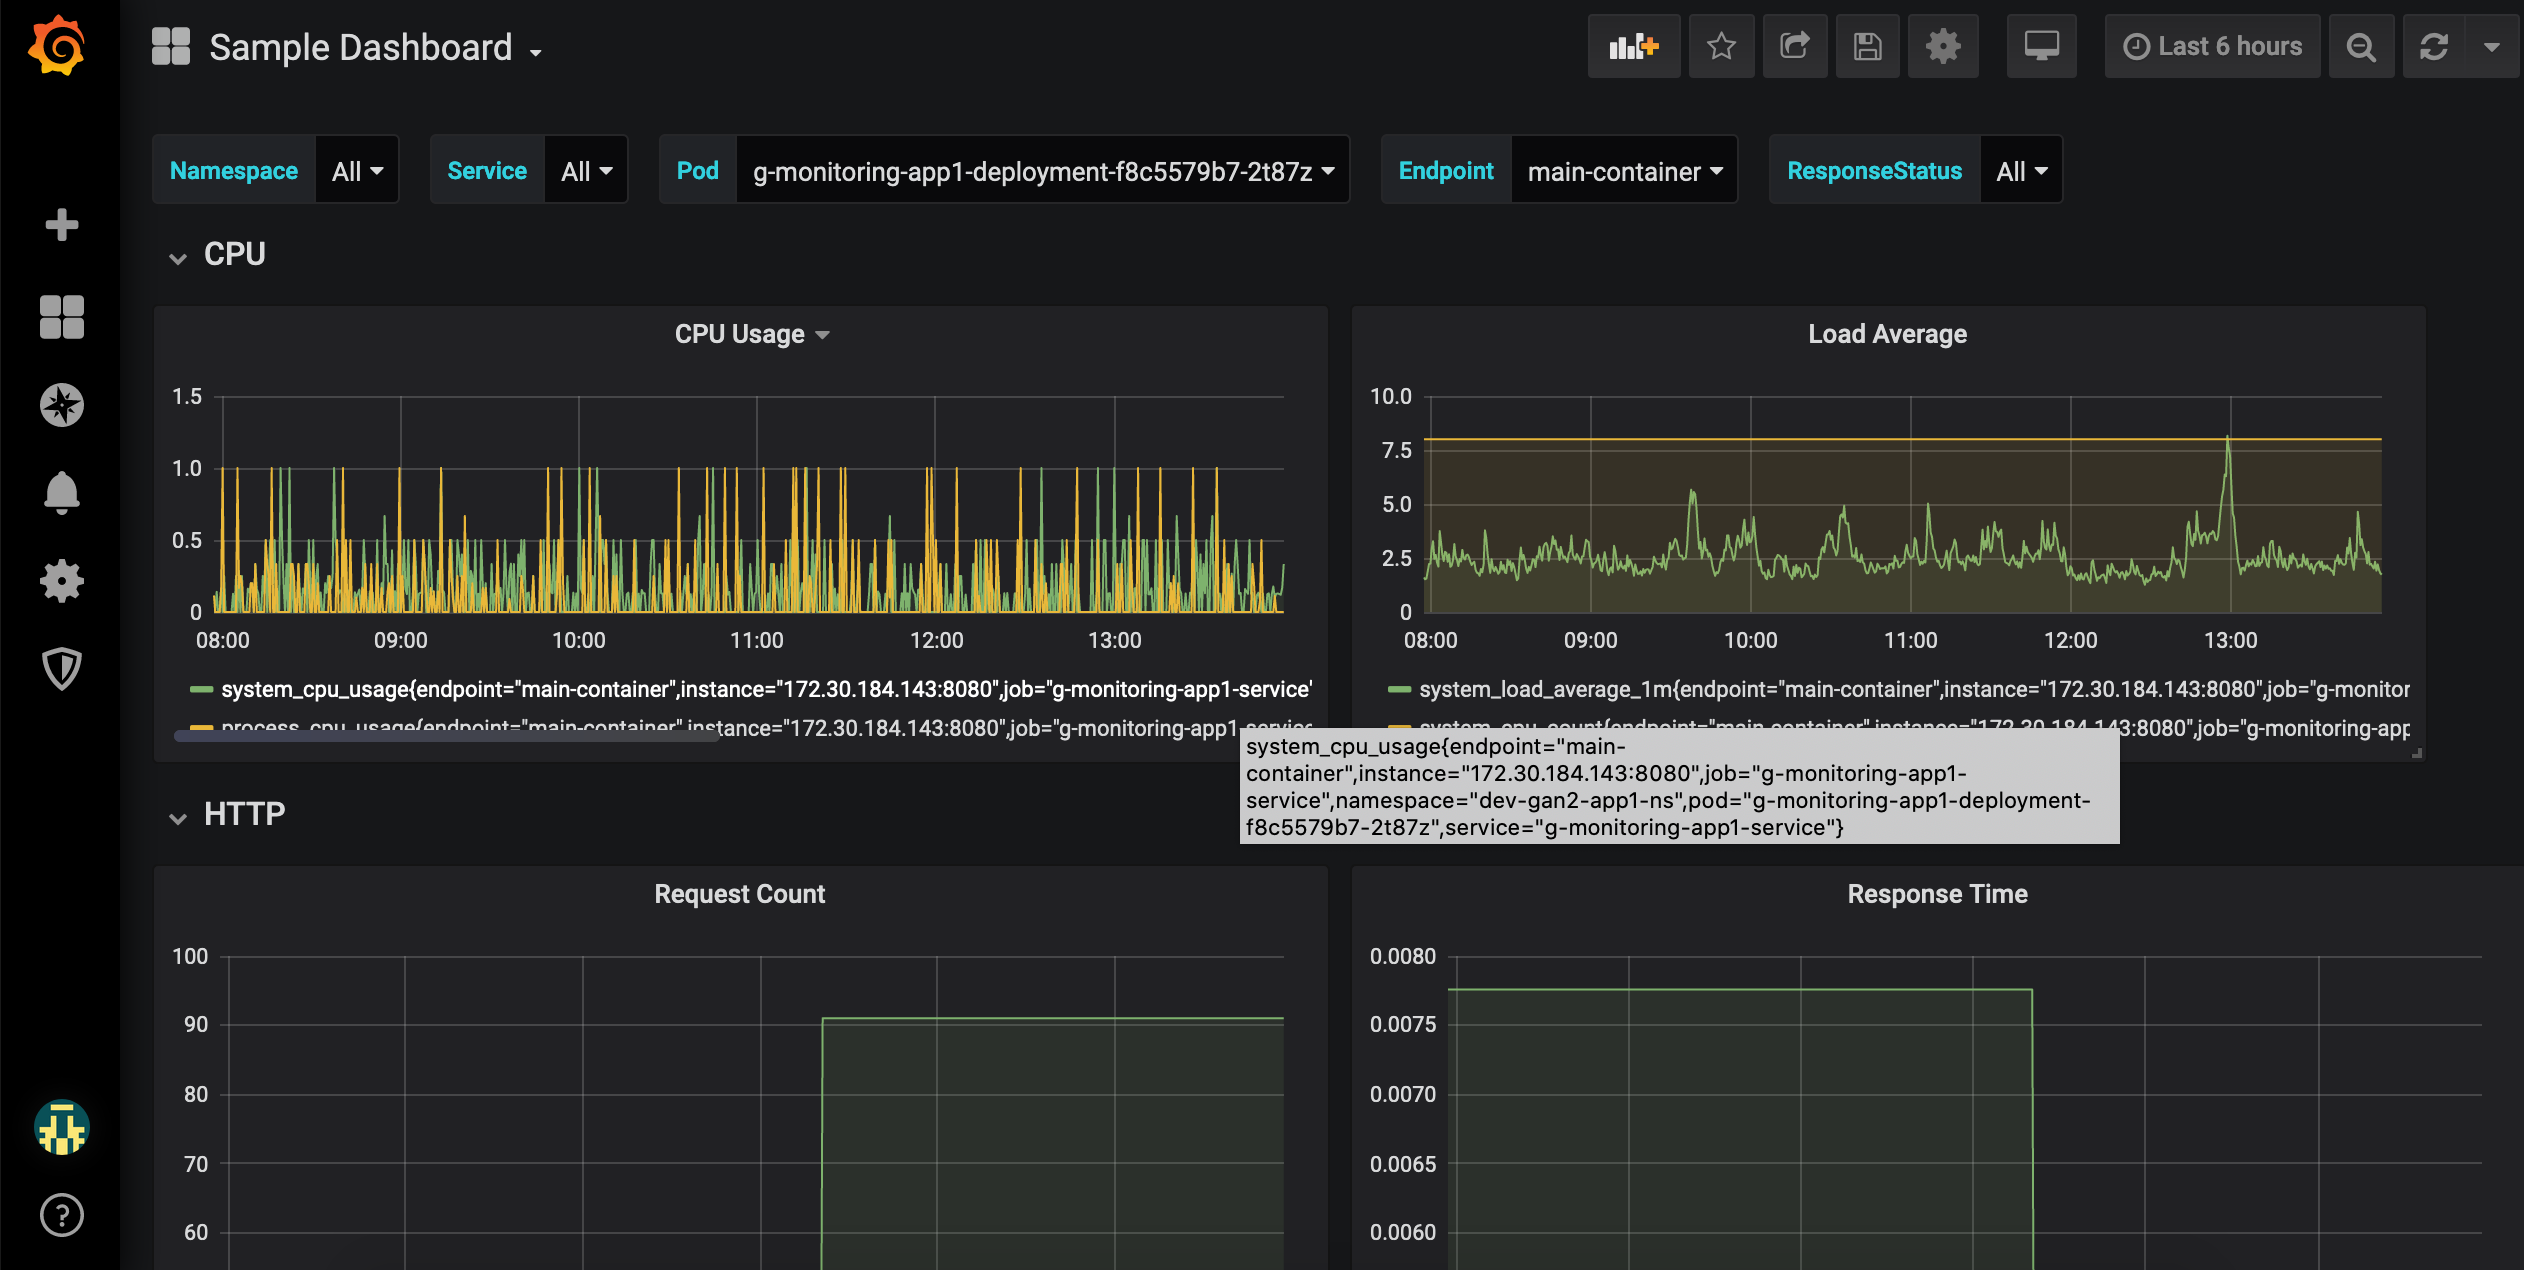 Sample Dashboard
Last 6 hours
Namespace All Service All Pod g-monitoring-app1-deployment-f8c5579b7-2t87z Endpoint main-container ResponseStatus All
CPU
CPU Usage
1.5
1.0
0.5
0
08:00 09:00 10:00 11:00 12:00 13:00
system_cpu_usage{endpoint="main-container",instance="172.30.184.143:8080",job="g-monitoring-app1-service"
process_cpu_usage{endpoint="main-container",instance="172.30.184.143:8080",job="g-monitoring-app1-service
Load Average
10.0
7.5
5.0
2.5
0
08:00 09:00 10:00 11:00 12:00 13:00
system_load_average_1m{endpoint="main-container",instance="172.30.184.143:8080",job="g-monitor
system_cpu_count{endpoint="main-container",instance="172.30.184.143:8080",job="g-monitoring-app
system_cpu_usage{endpoint="main-
container",instance="172.30.184.143:8080",job="g-monitoring-app1-
service",namespace="dev-gan2-app1-ns",pod="g-monitoring-app1-deployment-
f8c5579b7-2t87z",service="g-monitoring-app1-service"}
HTTP
Request Count
100
90
80
70
60
Response Time
0.0080
0.0075
0.0070
0.0065
0.0060
?